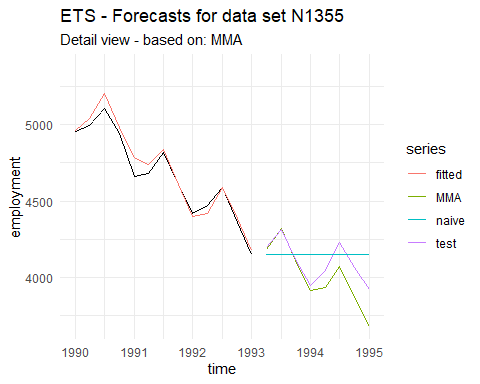 ETS - Forecasts for data set N1355
Detail view - based on: MMA
employment
5000
4500
4000
1990 1991 1992 1993 1994 1995
time
series
fitted
MMA
naive
test